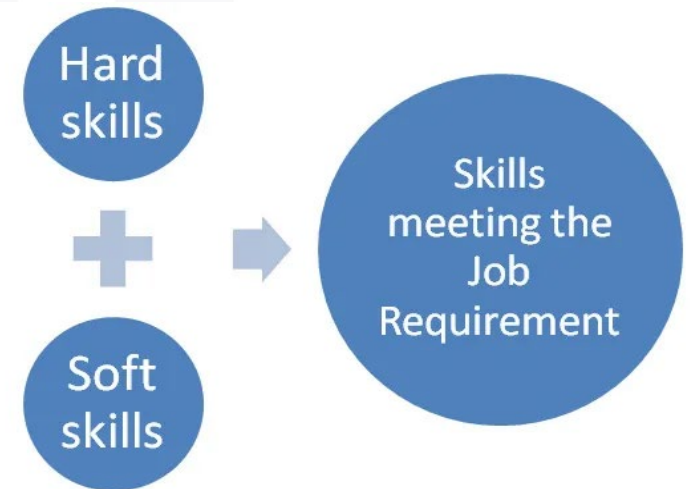 Hard
skills
Soft
skills
Skills
meeting the
Job
Requirement